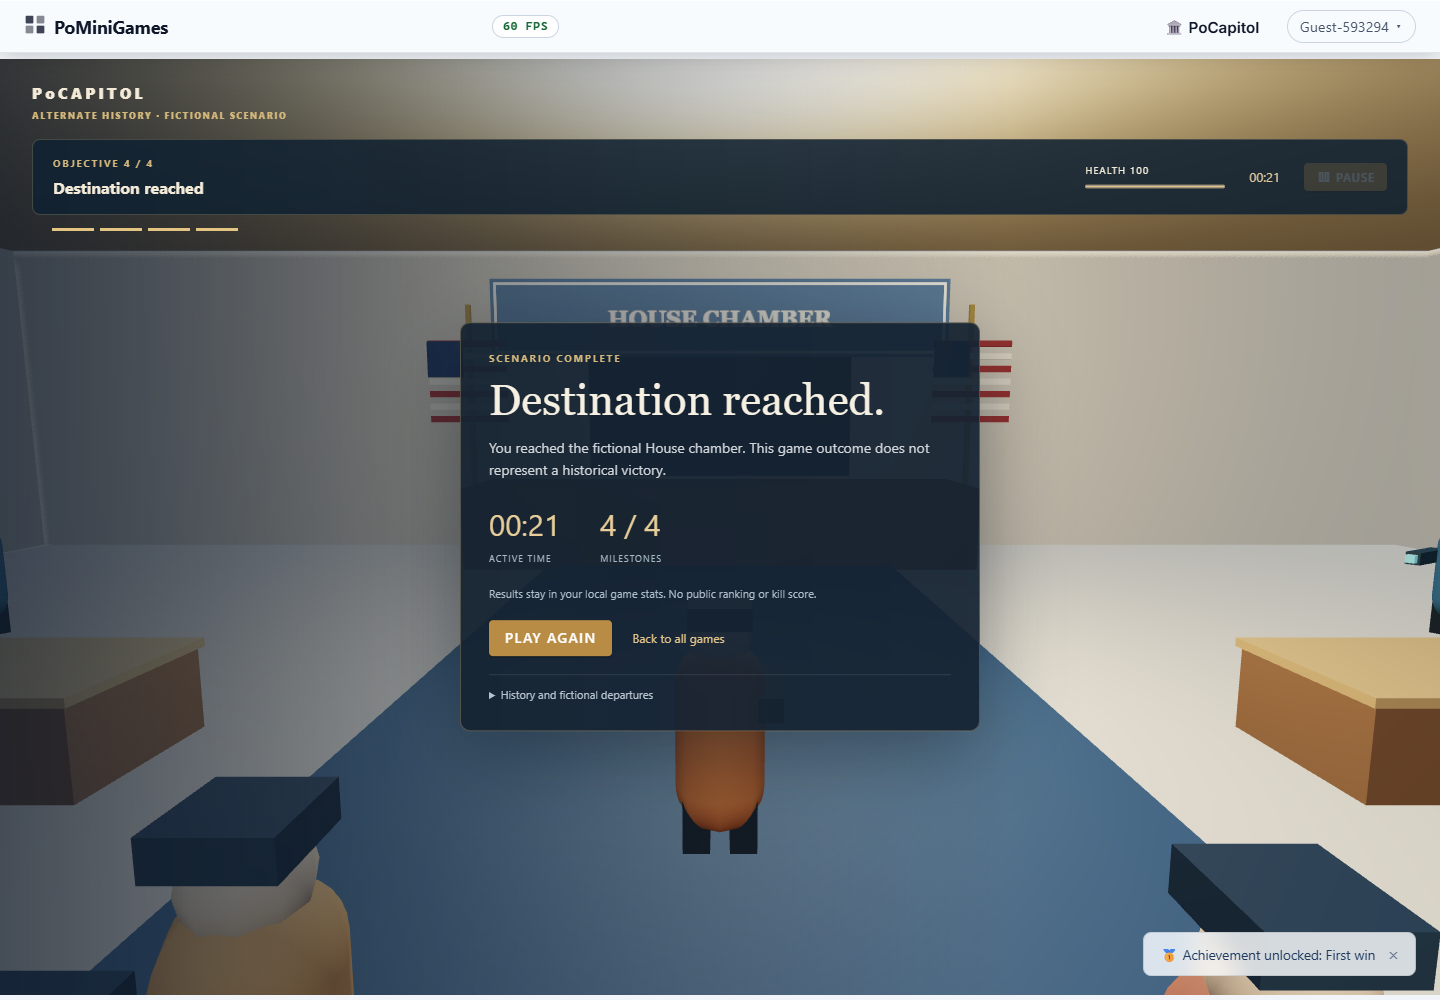 PoMiniGames
60 FPS
PoCapitol
Guest-593294
PoCAPITOL
ALTERNATE HISTORY · FICTIONAL SCENARIO
OBJECTIVE 4 / 4
Destination reached
HEALTH 100
00:21
PAUSE
HOUSE CHAMBER
SCENARIO COMPLETE
Destination reached.
You reached the fictional House chamber. This game outcome does not
represent a historical victory.
00:21
4 / 4
ACTIVE TIME
MILESTONES
Results stay in your local game stats. No public ranking or kill score.
PLAY AGAIN
Back to all games
History and fictional departures
Achievement unlocked: First win